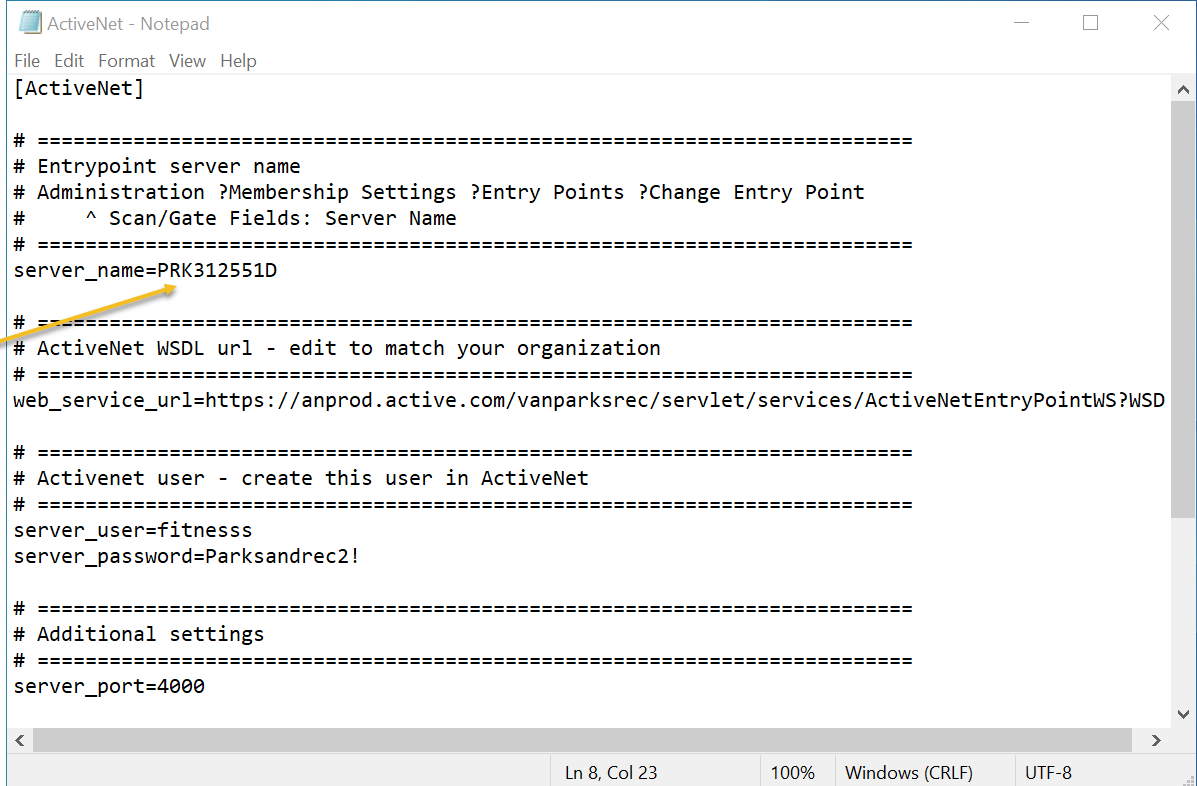 ActiveNet - Notepad
File Edit Format View Help
[ActiveNet]
# =========================================================================
# Entrypoint server name
# Administration ?Membership Settings ?Entry Points ?Change Entry Point
#     ^ Scan/Gate Fields: Server Name
# =========================================================================
server_name=PRK312551D
# =========================================================================
# ActiveNet WSDL url - edit to match your organization
# =========================================================================
web_service_url=https://anprod.active.com/vanparksrec/servlet/services/ActiveNetEntryPointWS?WSD
# =========================================================================
# Activenet user - create this user in ActiveNet
# =========================================================================
server_user=fitnesss
server_password=Parksandrec2!
# =========================================================================
# Additional settings
# =========================================================================
server_port=4000
Ln 8, Col 23 100% Windows (CRLF) UTF-8